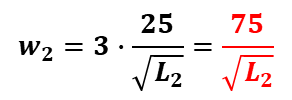 w₂ = 3 · 25/√L₂ = 75/√L₂